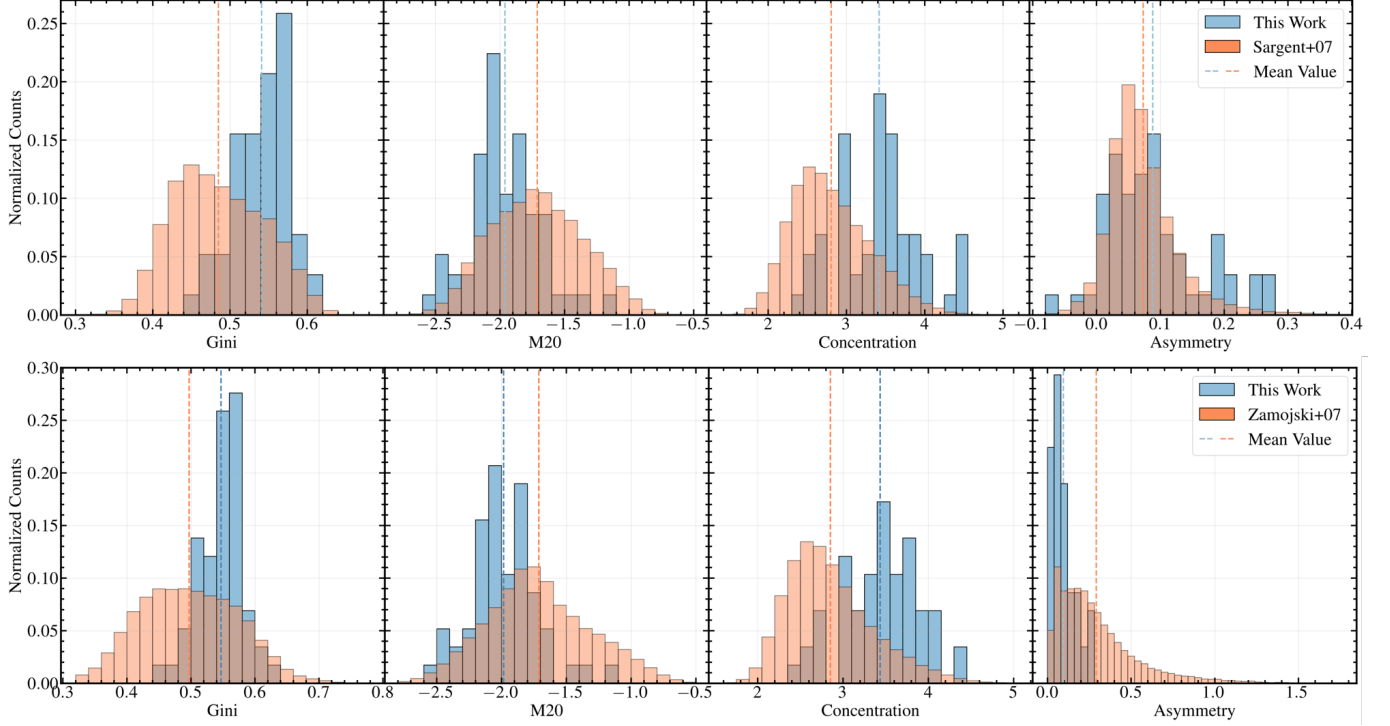 0.25
0.20
0.15
0.10
0.05
0.00
Normalized Counts
0.3 0.4 0.5 0.6
Gini
−2.5 −2.0 −1.5 −1.0 −0.5
M20
2 3 4 5
Concentration
−0.1 0.0 0.1 0.2 0.3 0.4
Asymmetry
This Work
Sargent+07
Mean Value
0.30
0.25
0.20
0.15
0.10
0.05
0.00
Normalized Counts
0.3 0.4 0.5 0.6 0.7 0.8
Gini
−2.5 −2.0 −1.5 −1.0 −0.5
M20
2 3 4 5
Concentration
0.0 0.5 1.0 1.5
Asymmetry
This Work
Zamojski+07
Mean Value